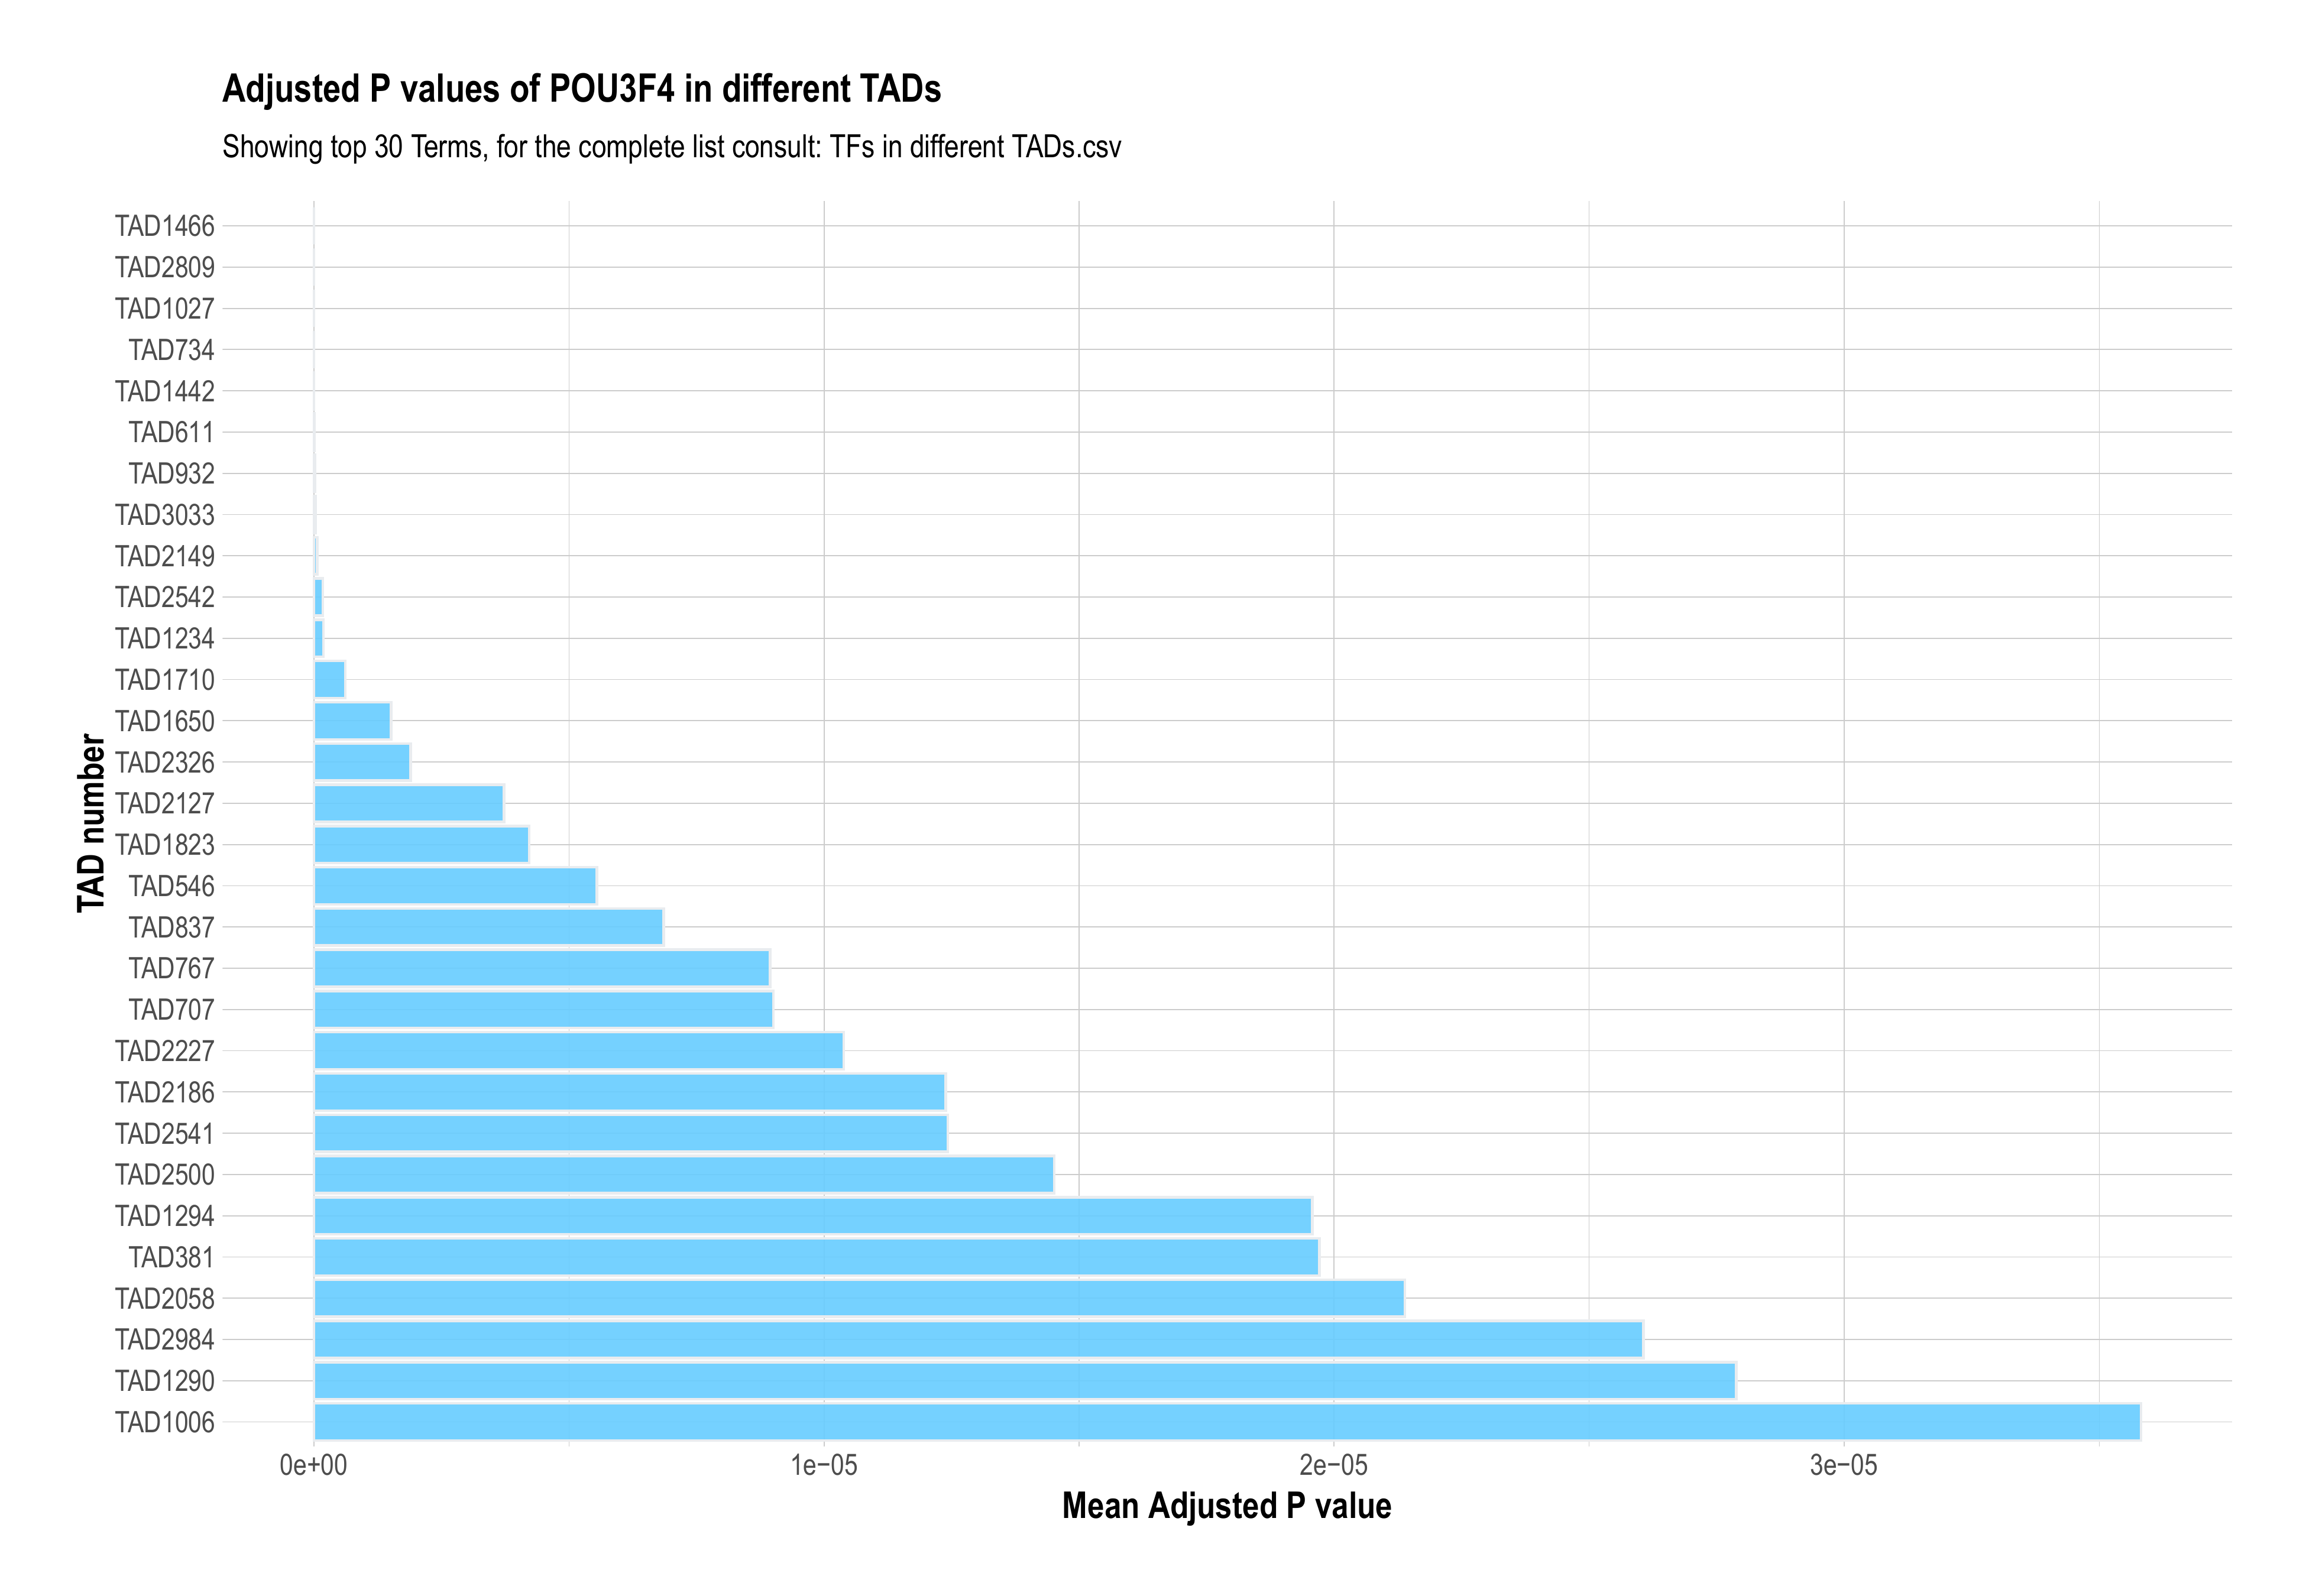 Adjusted P values of POU3F4 in different TADs
Showing top 30 Terms, for the complete list consult: TFs in different TADs.csv
TAD number
TAD1466
TAD2809
TAD1027
TAD734
TAD1442
TAD611
TAD932
TAD3033
TAD2149
TAD2542
TAD1234
TAD1710
TAD1650
TAD2326
TAD2127
TAD1823
TAD546
TAD837
TAD767
TAD707
TAD2227
TAD2186
TAD2541
TAD2500
TAD1294
TAD381
TAD2058
TAD2984
TAD1290
TAD1006
0e+00 1e−05 2e−05 3e−05
Mean Adjusted P value